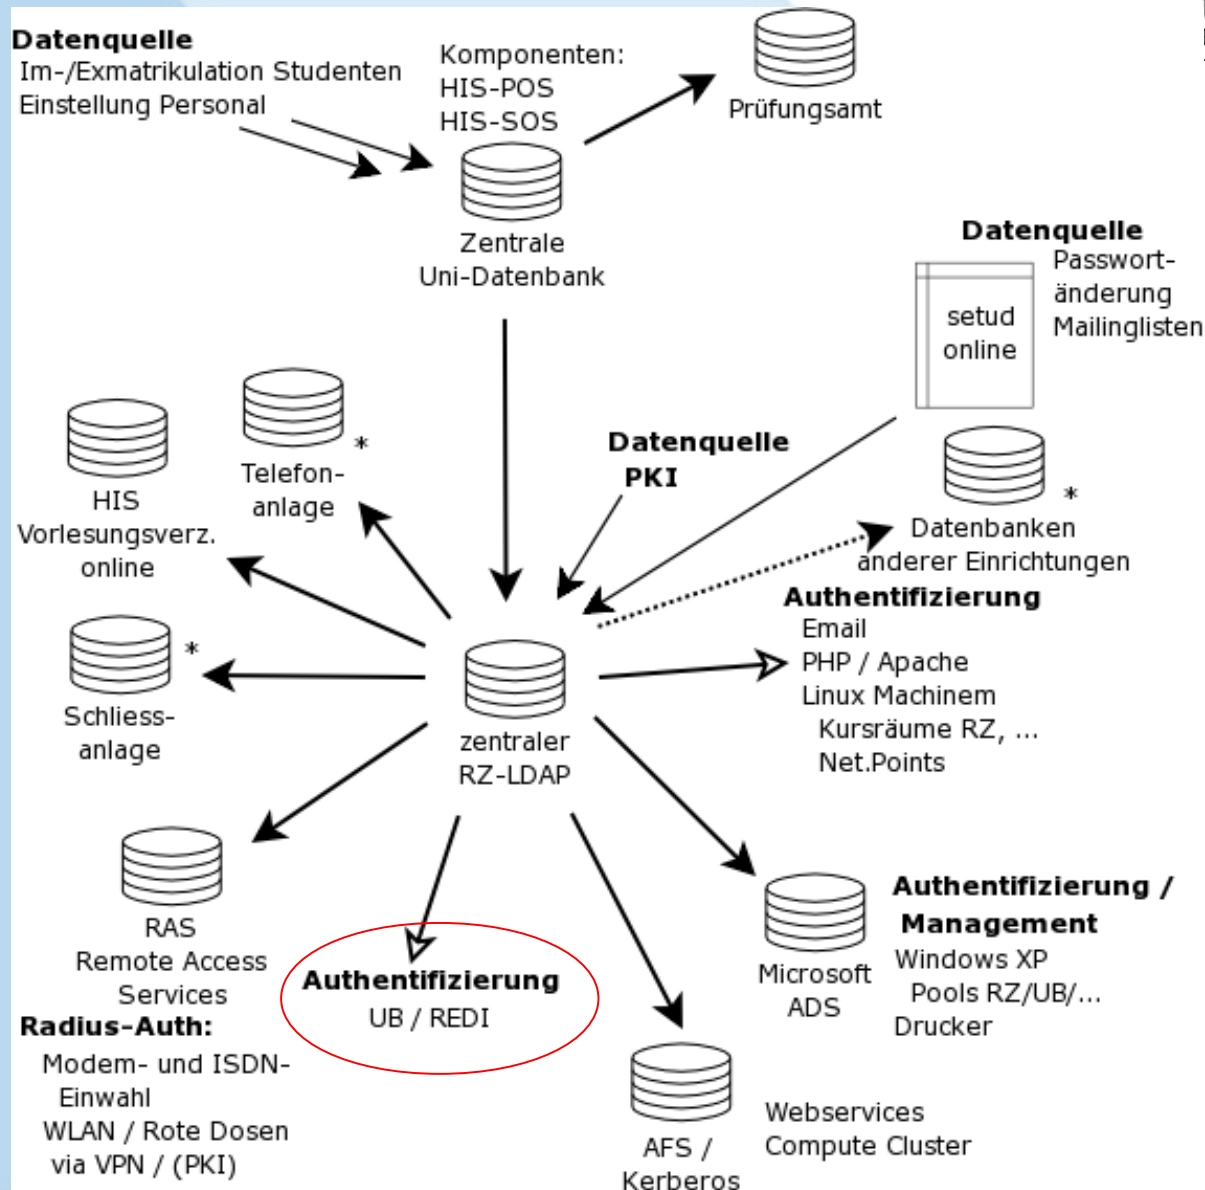 Datenquelle
Im-/Exmatrikulation Studenten
Einstellung Personal
Komponenten:
HIS-POS
HIS-SOS
Prüfungsamt
Zentrale
Uni-Datenbank
Datenquelle
Passwort-
änderung
Mailinglisten
setud
online
Datenquelle
PKI
*
Telefon-
anlage
HIS
Vorlesungsverz.
online
*
Datenbanken
anderer Einrichtungen
Authentifizierung
Email
PHP / Apache
Linux Machinem
Kursräume RZ, ...
Net.Points
*
Schliess-
anlage
zentraler
RZ-LDAP
RAS
Remote Access
Services
Radius-Auth:
Modem- und ISDN-
Einwahl
WLAN / Rote Dosen
via VPN / (PKI)
Authentifizierung
UB / REDI
Microsoft
ADS
Authentifizierung /
Management
Windows XP
Pools RZ/UB/...
Drucker
AFS /
Kerberos
Webservices
Compute Cluster